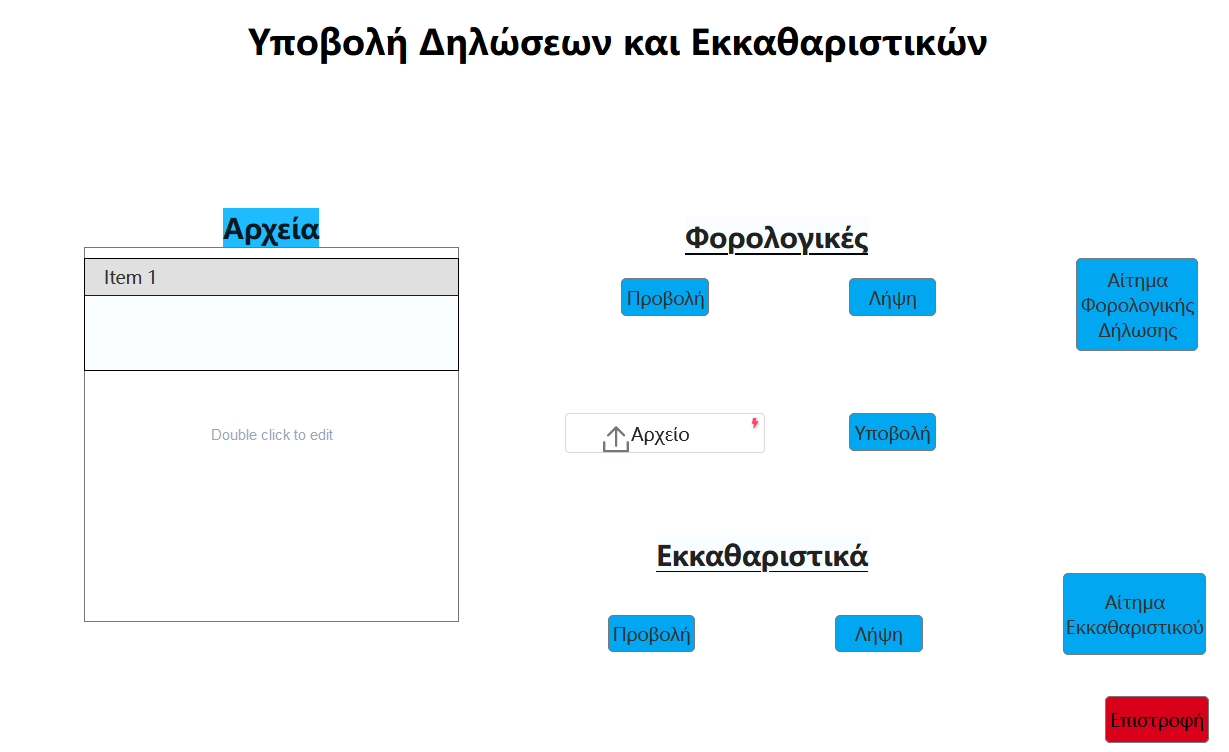 Υποβολή Δηλώσεων και Εκκαθαριστικών
Αρχεία
Item 1
Double click to edit
Φορολογικές
Προβολή
Λήψη
Αίτημα
Φορολογικής
Δήλωσης
Αρχείο
Υποβολή
Εκκαθαριστικά
Προβολή
Λήψη
Αίτημα
Εκκαθαριστικού
Επιστροφή